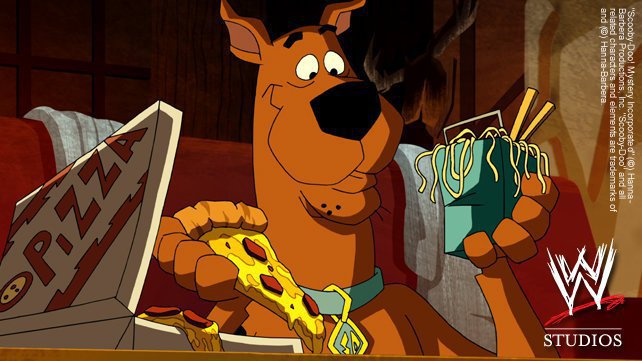 PIZZA
"Scooby-Doo! Mystery Incorporated" (©) Hanna-
Barbera Productions, Inc. "Scooby-Doo" and all
related characters and elements are trademarks of
and (©) Hanna-Barbera.
W
STUDIOS